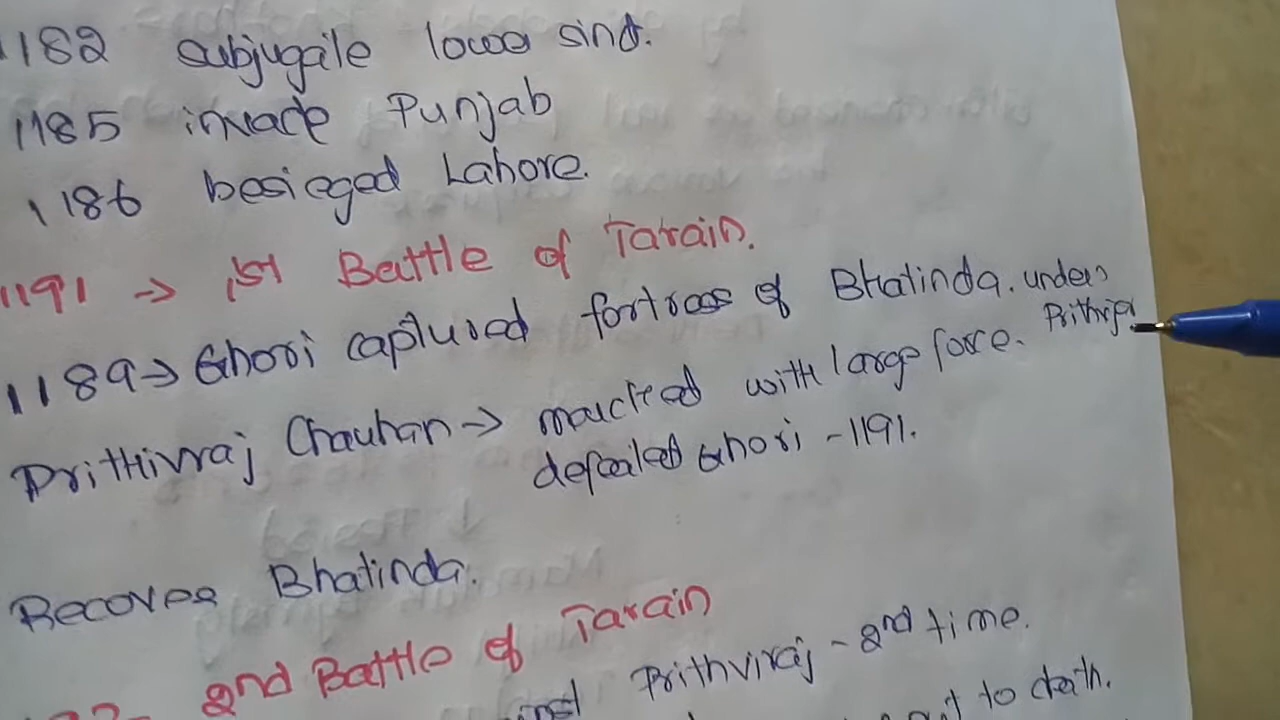 1182 subjugate lower sind.
1185 invade Punjab
1186 besieged Lahore.
1191 → 1st Battle of Tarain.
1189 → Ghori captured fortress of Bhatinda. under
Prithvi
Prithivraj Chauhan → marched with large force.
defeated Ghori - 1191.
Recover Bhatinda.
2nd Battle of Tarain
Prithviraj - 2nd time.
to death.